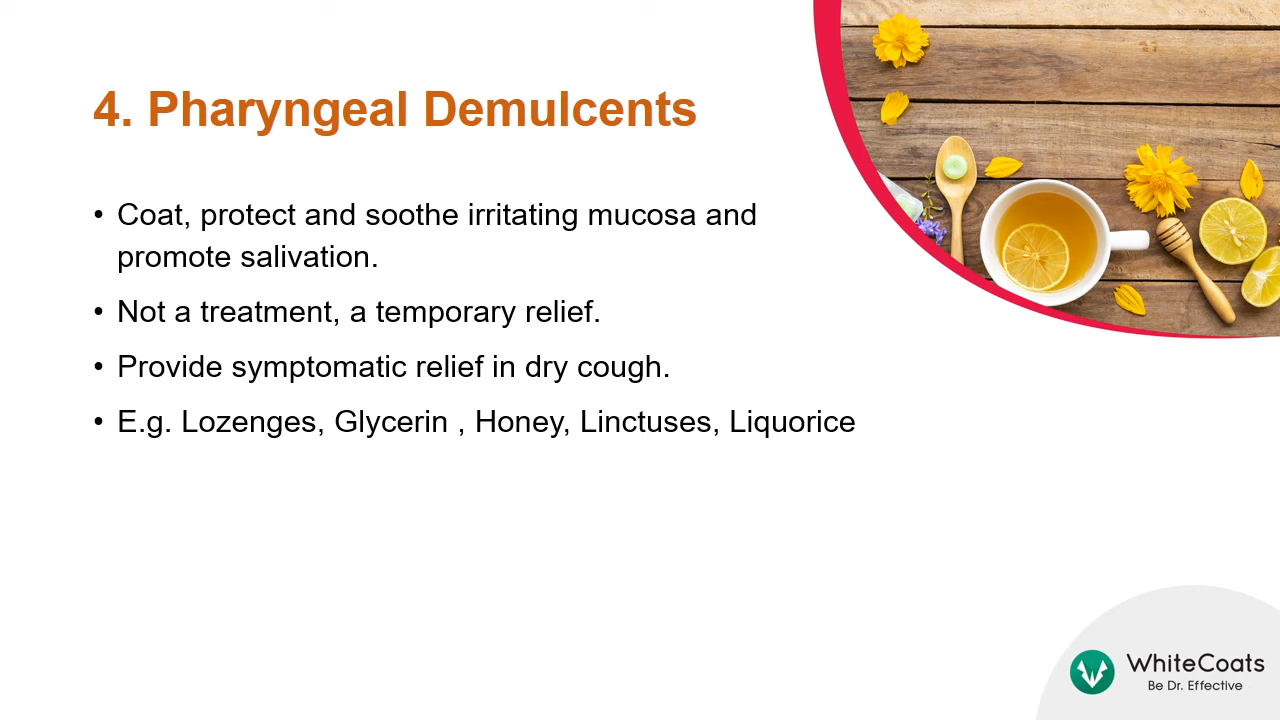 4. Pharyngeal Demulcents
• Coat, protect and soothe irritating mucosa and
promote salivation.
• Not a treatment, a temporary relief.
• Provide symptomatic relief in dry cough.
• E.g. Lozenges, Glycerin , Honey, Linctuses, Liquorice
WhiteCoats
Be Dr. Effective